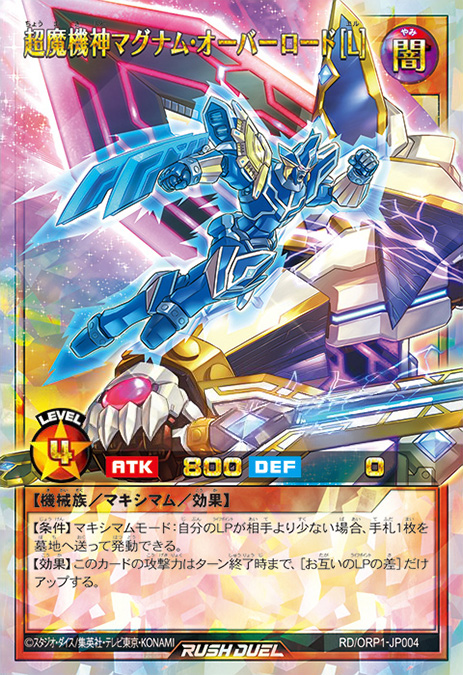 超魔機神マグナム・オーバーロード[L]
闇
LEVEL
4
ATK 800 DEF 0
【機械族／マキシマム／効果】
【条件】マキシマムモード:自分のLPが相手より少ない場合、手札1枚を
墓地へ送って発動できる。
【効果】このカードの攻撃力はターン終了時まで、[お互いのLPの差]だけ
アップする。
©スタジオ・ダイス/集英社・テレビ東京・KONAMI
RUSH DUEL
RD/ORP1-JP004